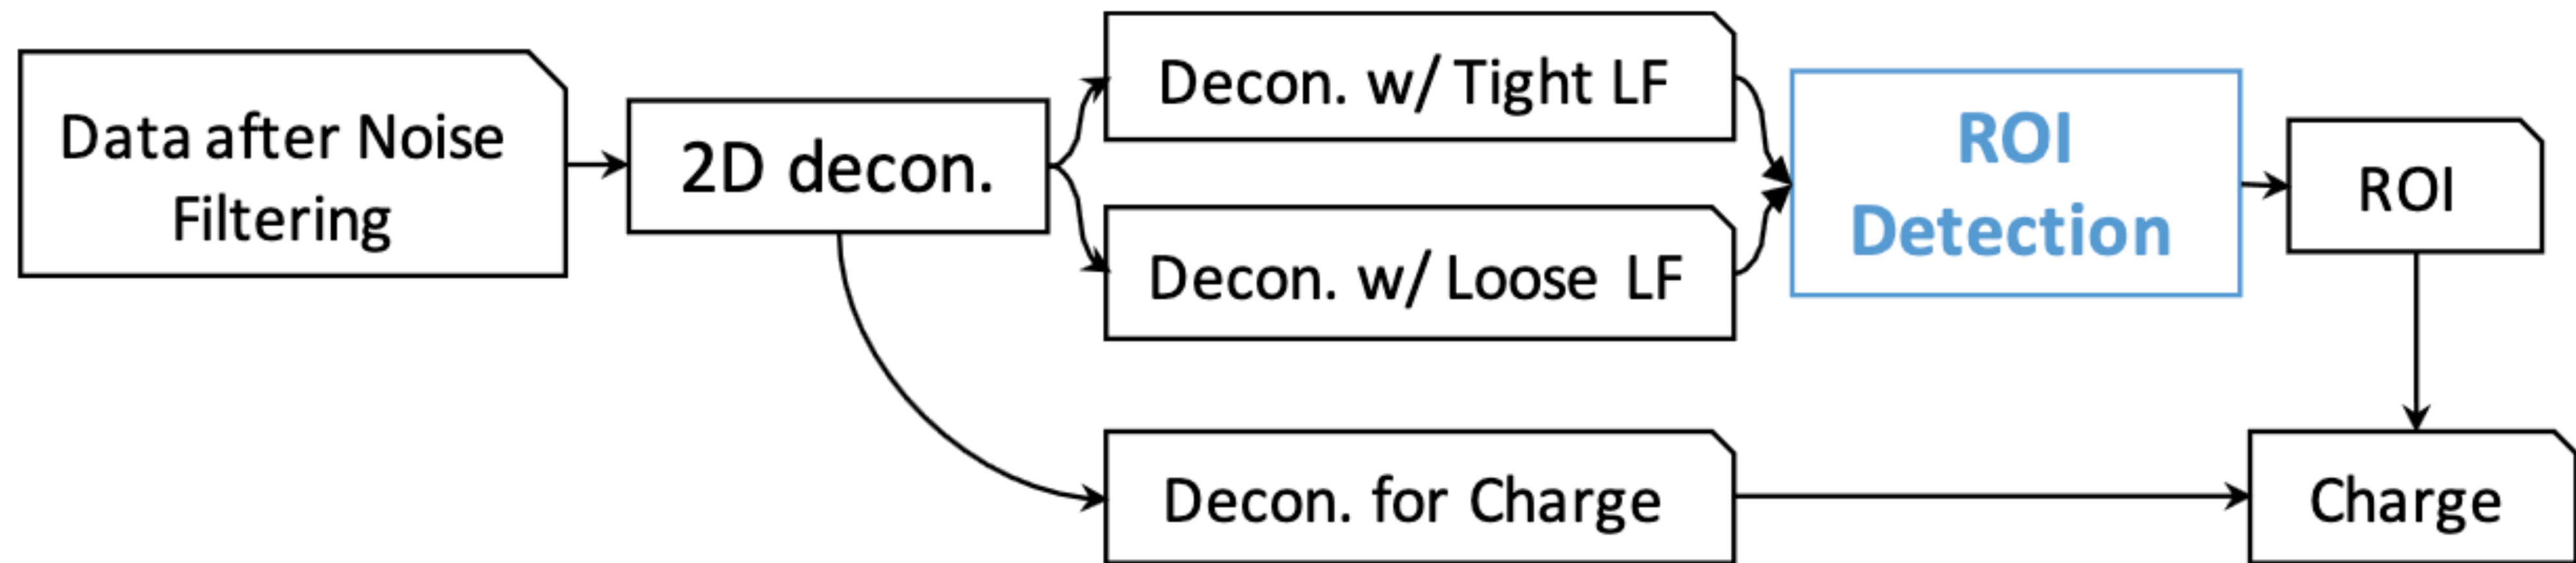 Data after Noise
Filtering
2D decon.
Decon. w/ Tight LF
Decon. w/ Loose LF
ROI
Detection
ROI
Decon. for Charge
Charge